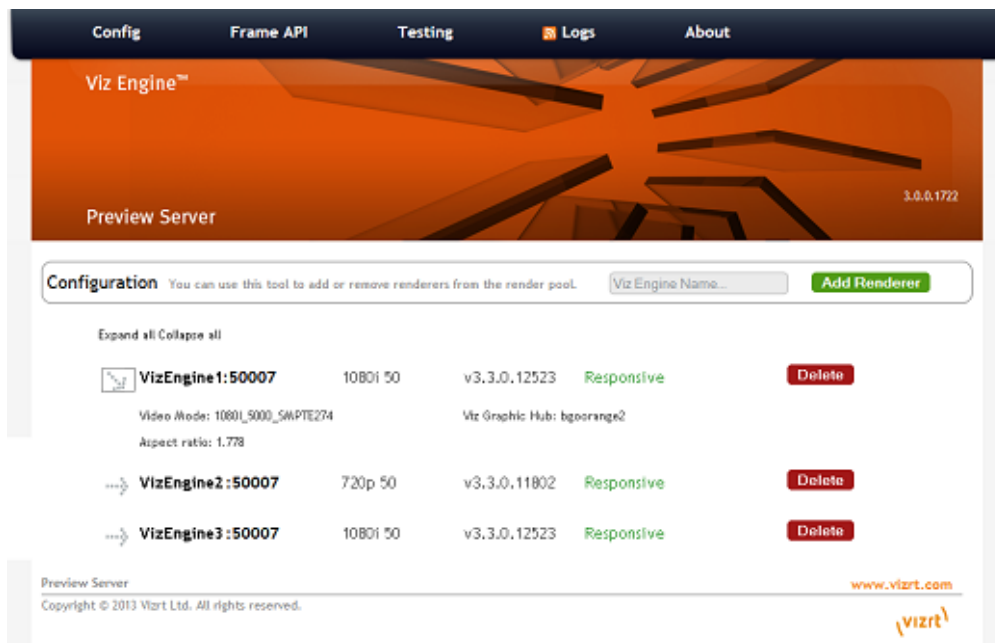 Config Frame API Testing Logs About
Viz Engine™
3.0.0.1722
Preview Server
Configuration You can use this tool to add or remove renderers from the render pool. Viz Engine Name... Add Renderer
Expand all Collapse all
VizEngine1:50007 1080i 50 v3.3.0.12523 Responsive Delete
Video Mode: 1080I_5000_SMPTE274 Viz Graphic Hub: bgoorange2
Aspect ratio: 1.778
VizEngine2:50007 720p 50 v3.3.0.11802 Responsive Delete
VizEngine3:50007 1080i 50 v3.3.0.12523 Responsive Delete
Preview Server www.vizrt.com
Copyright © 2013 Vizrt Ltd. All rights reserved.
vizrt